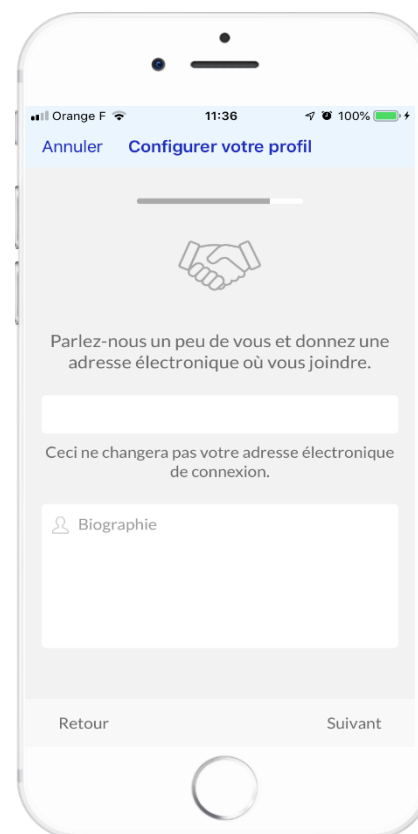 Orange F 11:36 100%
Annuler Configurer votre profil
Parlez-nous un peu de vous et donnez une
adresse électronique où vous joindre.
Ceci ne changera pas votre adresse électronique
de connexion.
Biographie
Retour Suivant